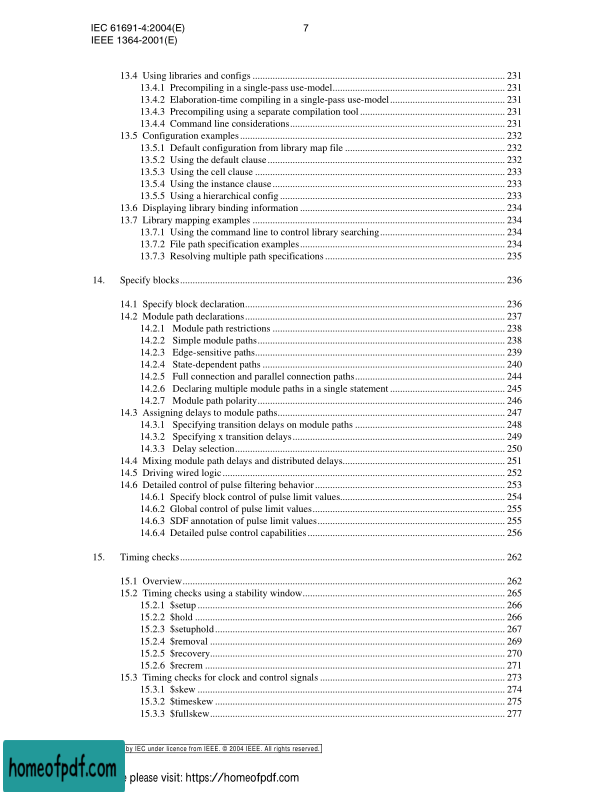 IEC 61691-4:2004(E) 7
IEEE 1364-2001(E)
13.4 Using libraries and configs ........ 231
13.4.1 Precompiling in a single-pass use-model........ 231
13.4.2 Elaboration-time compiling in a single-pass use-model ........ 231
13.4.3 Precompiling using a separate compilation tool ........ 231
13.4.4 Command line considerations........ 231
13.5 Configuration examples ........ 232
13.5.1 Default configuration from library map file ........ 232
13.5.2 Using the default clause ........ 232
13.5.3 Using the cell clause ........ 233
13.5.4 Using the instance clause ........ 233
13.5.5 Using a hierarchical config ........ 233
13.6 Displaying library binding information ........ 234
13.7 Library mapping examples ........ 234
13.7.1 Using the command line to control library searching........ 234
13.7.2 File path specification examples........ 234
13.7.3 Resolving multiple path specifications ........ 235
14. Specify blocks........ 236
14.1 Specify block declaration........ 236
14.2 Module path declarations........ 237
14.2.1 Module path restrictions ........ 238
14.2.2 Simple module paths........ 238
14.2.3 Edge-sensitive paths........ 239
14.2.4 State-dependent paths ........ 240
14.2.5 Full connection and parallel connection paths........ 244
14.2.6 Declaring multiple module paths in a single statement ........ 245
14.2.7 Module path polarity........ 246
14.3 Assigning delays to module paths........ 247
14.3.1 Specifying transition delays on module paths ........ 248
14.3.2 Specifying x transition delays........ 249
14.3.3 Delay selection........ 250
14.4 Mixing module path delays and distributed delays........ 251
14.5 Driving wired logic ........ 252
14.6 Detailed control of pulse filtering behavior ........ 253
14.6.1 Specify block control of pulse limit values........ 254
14.6.2 Global control of pulse limit values........ 255
14.6.3 SDF annotation of pulse limit values........ 255
14.6.4 Detailed pulse control capabilities ........ 256
15. Timing checks........ 262
15.1 Overview........ 262
15.2 Timing checks using a stability window........ 265
15.2.1 $setup ........ 266
15.2.2 $hold ........ 266
15.2.3 $setuphold ........ 267
15.2.4 $removal ........ 269
15.2.5 $recovery........ 270
15.2.6 $recrem ........ 271
15.3 Timing checks for clock and control signals ........ 273
15.3.1 $skew ........ 274
15.3.2 $timeskew ........ 275
15.3.3 $fullskew........ 277
by IEC under licence from IEEE. © 2004 IEEE. All rights reserved.
homeofpdf.com
please visit: https://homeofpdf.com